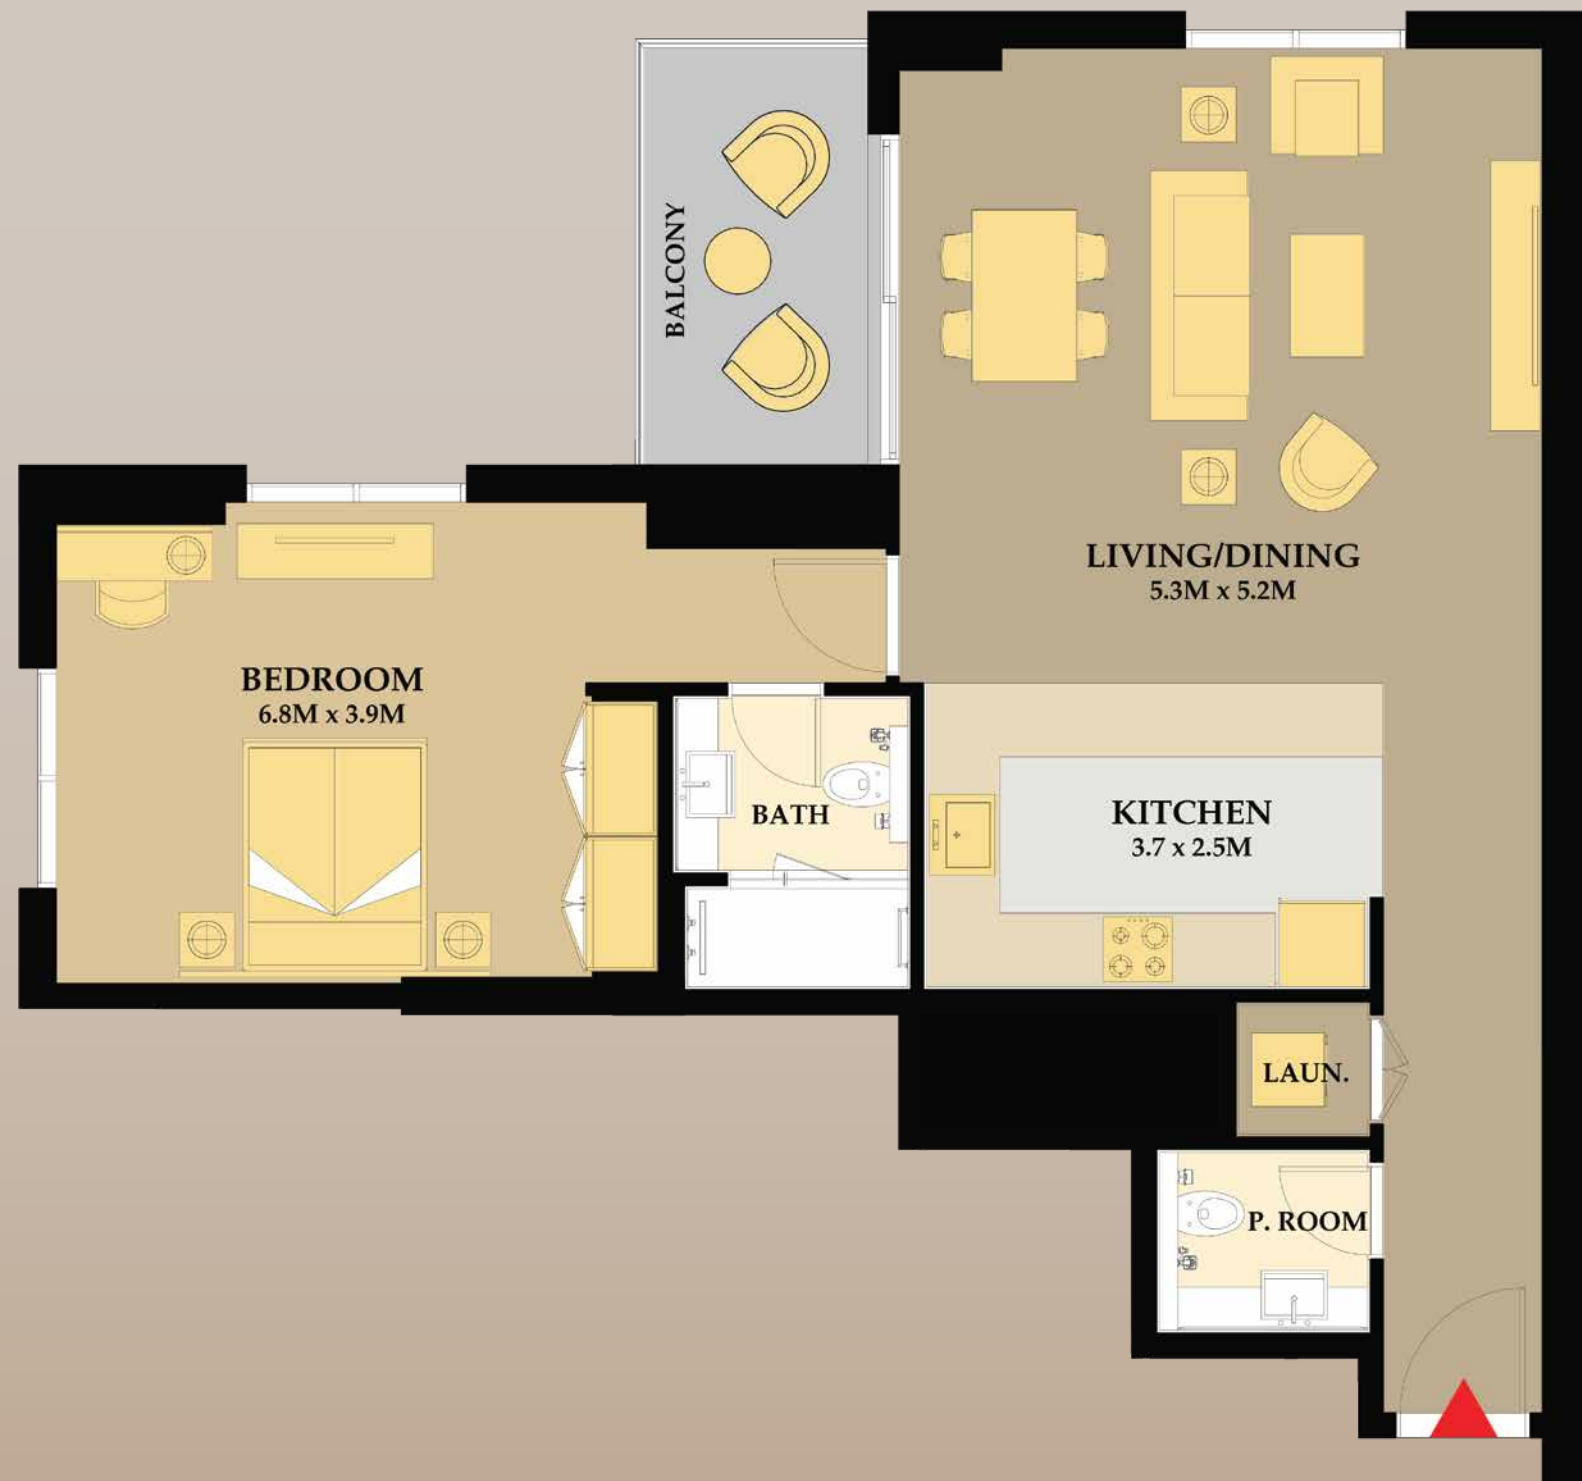 BALCONY
LIVING/DINING
5.3M x 5.2M
BEDROOM
6.8M x 3.9M
BATH
KITCHEN
3.7 x 2.5M
LAUN.
P. ROOM